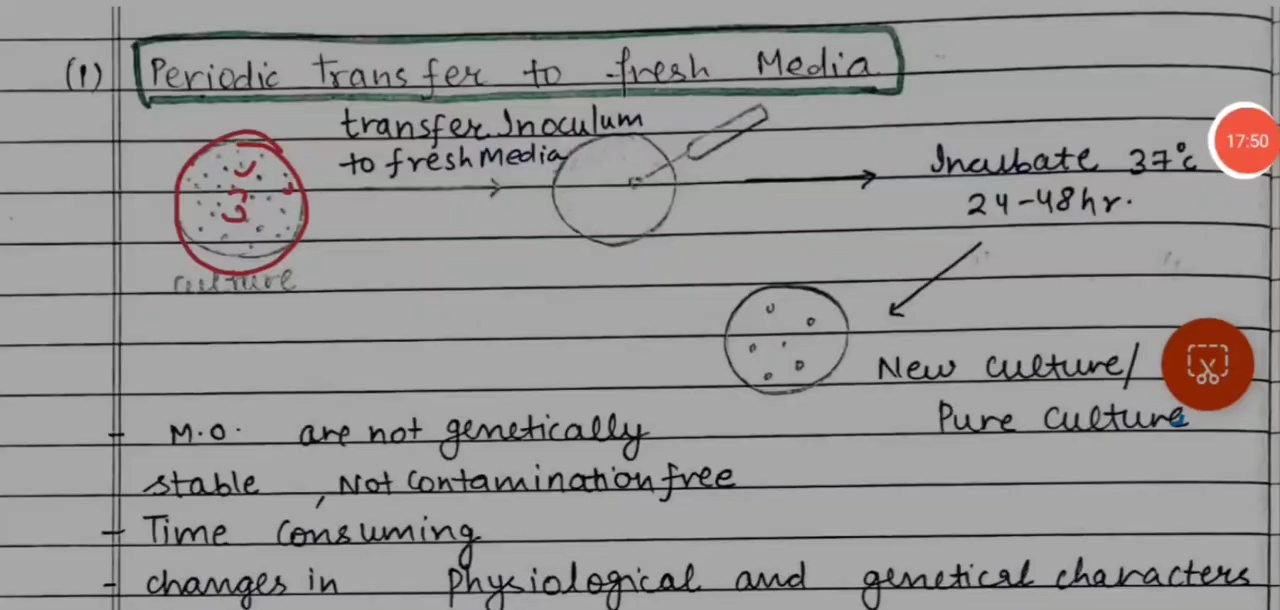 (1) Periodic transfer to fresh Media
transfer Inoculum
to fresh Media
Incubate 37°c
24-48hr.
17:50
culture
New culture/
Pure culture
- M.O. are not genetically
stable , Not contamination free
- Time consuming
- changes in physiological and genetical characters